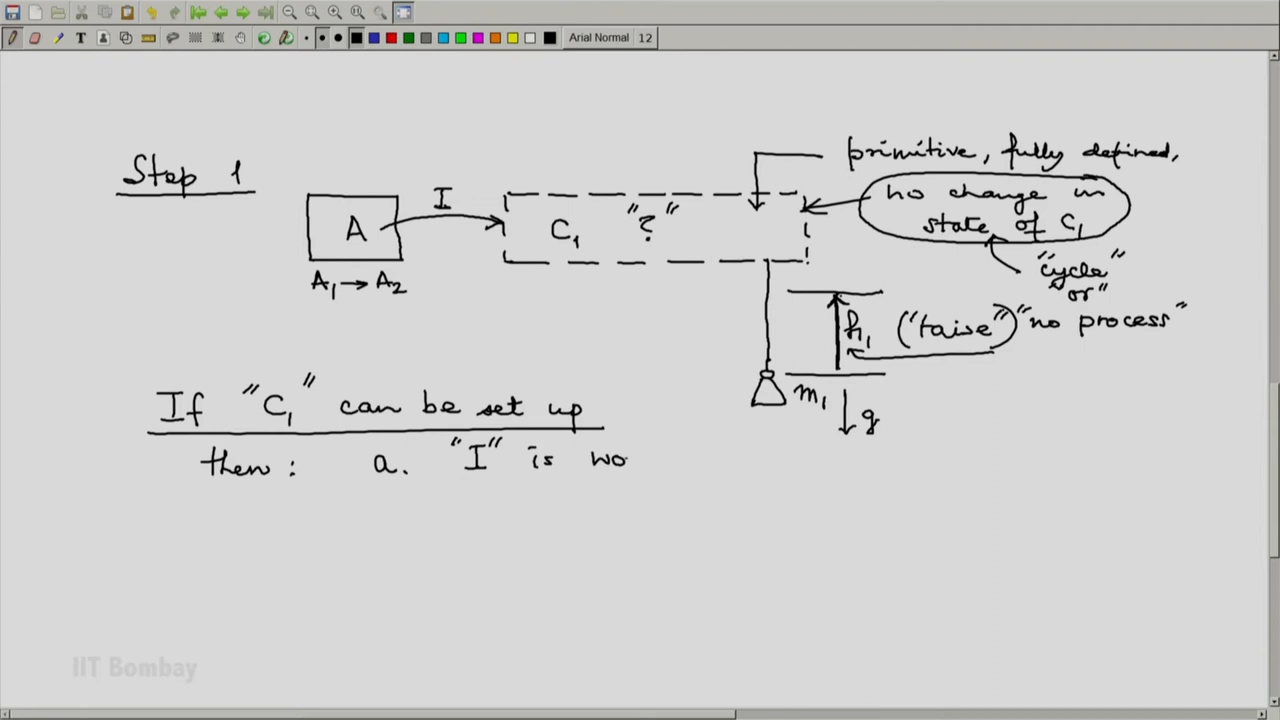 Arial Normal 12
primitive, fully defined,
Step 1
I
no change in
A
C₁ "?"
state of C₁
A₁→A₂
"cycle"
or"
h₁ ("raise") "no process"
m₁
g
If "C₁" can be set up
then : a. "I" is wo
IIT Bombay